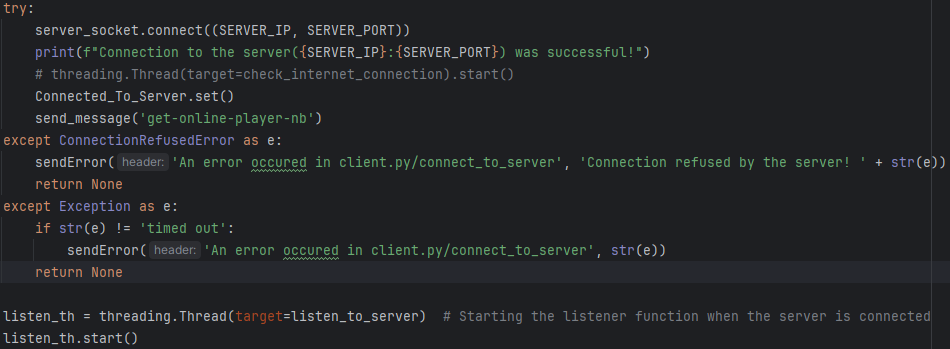 try:
server_socket.connect((SERVER_IP, SERVER_PORT))
print(f"Connection to the server({SERVER_IP}:{SERVER_PORT}) was successful!")
# threading.Thread(target=check_internet_connection).start()
Connected_To_Server.set()
send_message('get-online-player-nb')
except ConnectionRefusedError as e:
sendError( header: 'An error occured in client.py/connect_to_server', 'Connection refused by the server! ' + str(e))
return None
except Exception as e:
if str(e) != 'timed out':
sendError( header: 'An error occured in client.py/connect_to_server', str(e))
return None
listen_th = threading.Thread(target=listen_to_server)  # Starting the listener function when the server is connected
listen_th.start()